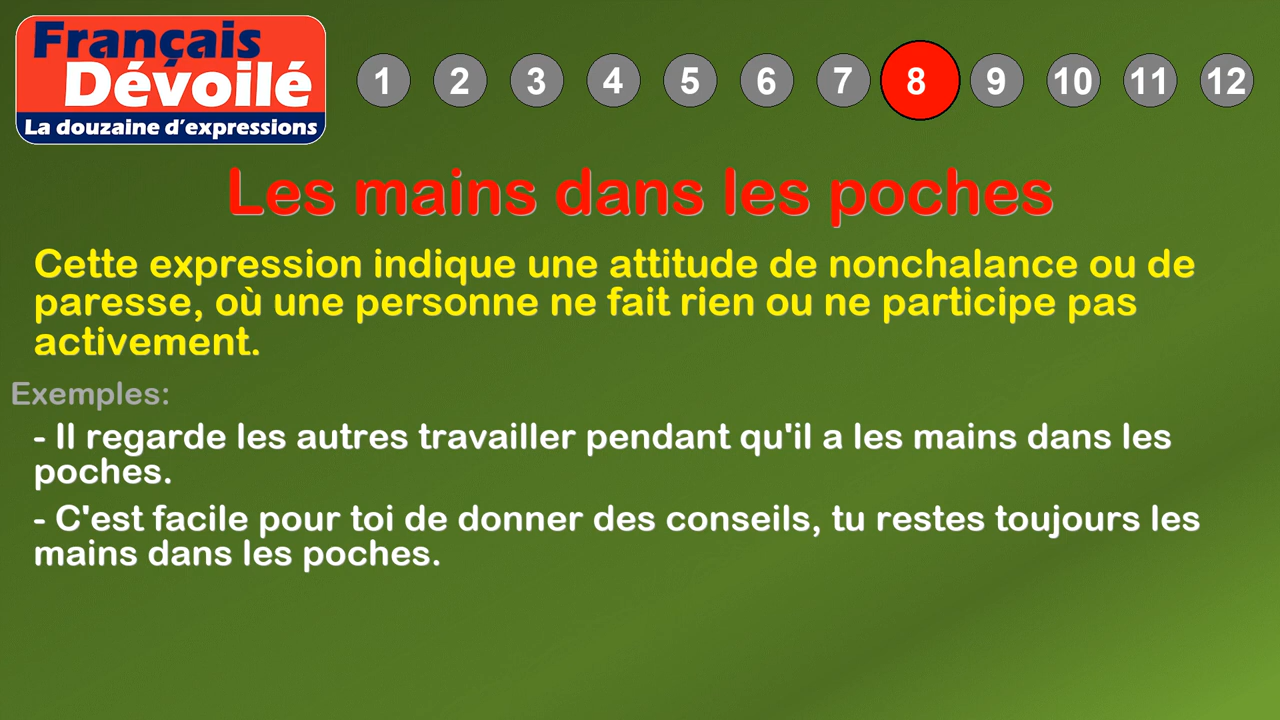 Français
Dévoilé
La douzaine d'expressions
1 2 3 4 5 6 7 8 9 10 11 12
Les mains dans les poches
Cette expression indique une attitude de nonchalance ou de
paresse, où une personne ne fait rien ou ne participe pas
activement.
Exemples:
- Il regarde les autres travailler pendant qu'il a les mains dans les
poches.
- C'est facile pour toi de donner des conseils, tu restes toujours les
mains dans les poches.